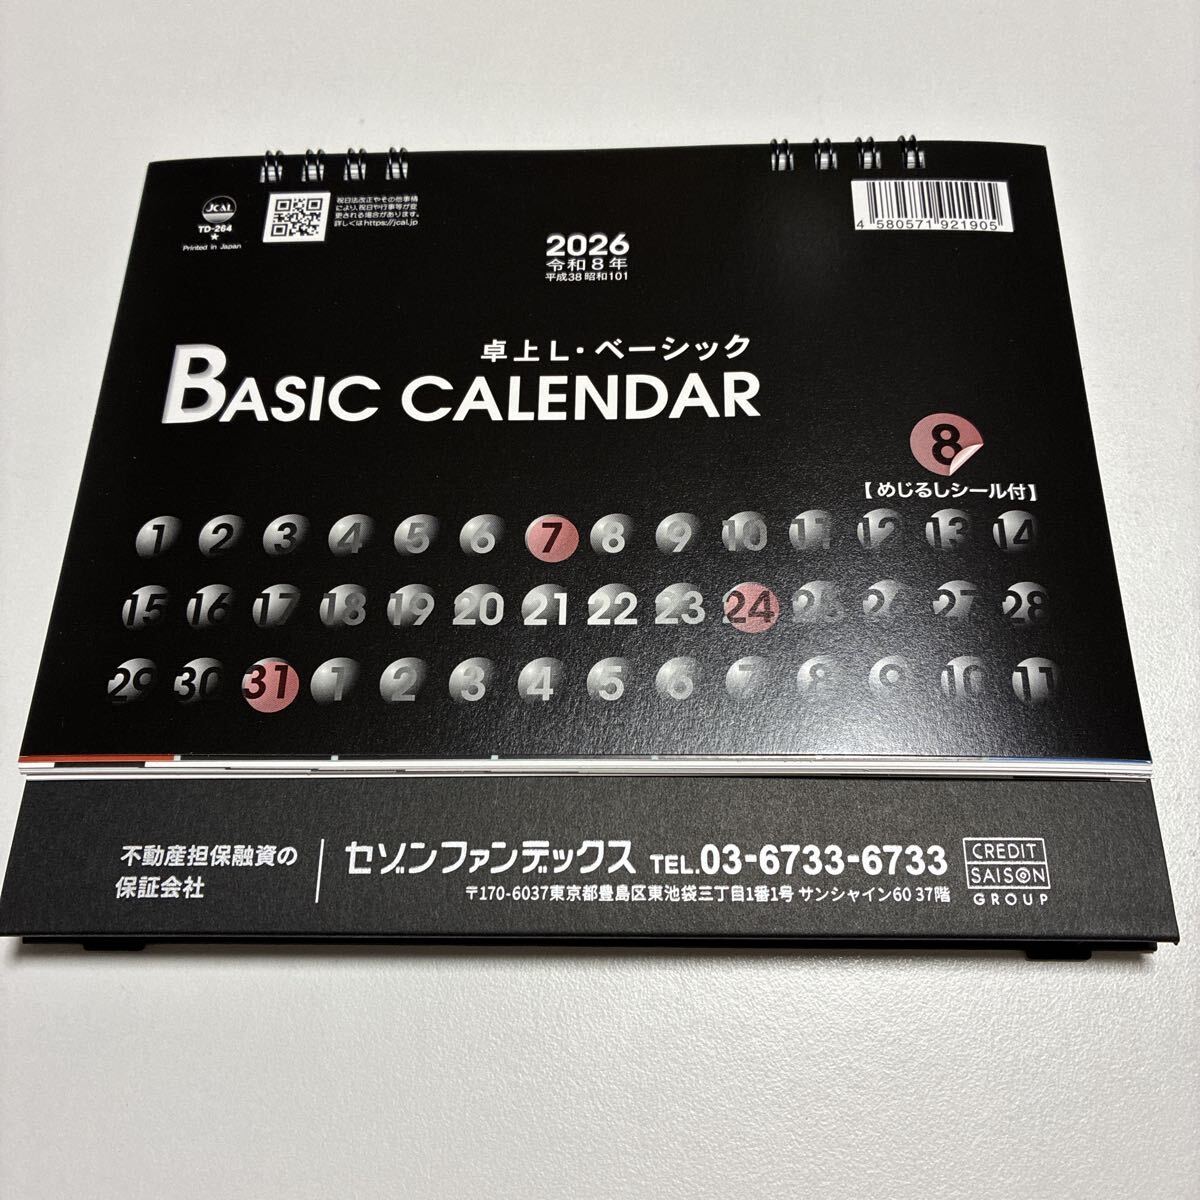 JCAL
TD-264
★
Printed in Japan
祝日法改正やその他事情
により、祝日や行事等が変
更される場合があります。
詳しくはhttps://jcal.jp
4 580571 921905
2026
令和8年
平成38 昭和101
卓上L・ベーシック
BASIC CALENDAR
8
【めじるしシール付】
1 2 3 4 5 6 7 8 9 10 11 12 13 14
15 16 17 18 19 20 21 22 23 24 25 26 27 28
29 30 31 1 2 3 4 5 6 7 8 9 10 11
不動産担保融資の
保証会社
セゾンファンデックス TEL.03-6733-6733
〒170-6037東京都豊島区東池袋三丁目1番1号 サンシャイン60 37階
CREDIT
SAISON
GROUP